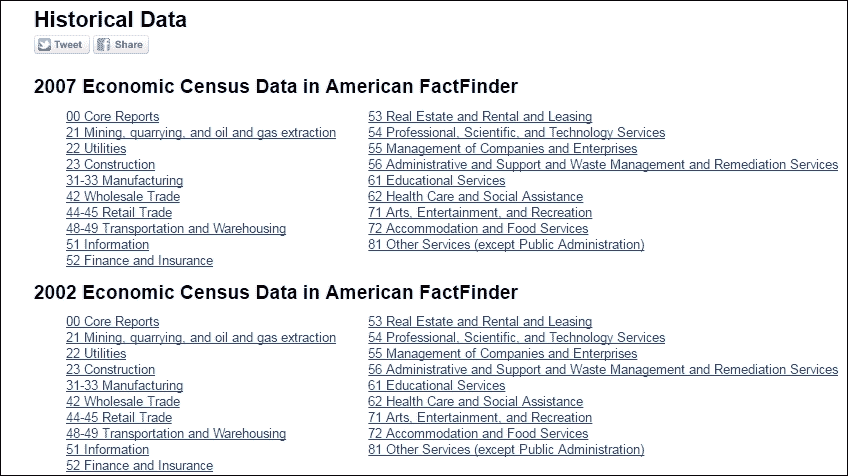 Historical Data
Tweet Share
2007 Economic Census Data in American FactFinder
00 Core Reports
21 Mining, quarrying, and oil and gas extraction
22 Utilities
23 Construction
31-33 Manufacturing
42 Wholesale Trade
44-45 Retail Trade
48-49 Transportation and Warehousing
51 Information
52 Finance and Insurance
53 Real Estate and Rental and Leasing
54 Professional, Scientific, and Technology Services
55 Management of Companies and Enterprises
56 Administrative and Support and Waste Management and Remediation Services
61 Educational Services
62 Health Care and Social Assistance
71 Arts, Entertainment, and Recreation
72 Accommodation and Food Services
81 Other Services (except Public Administration)
2002 Economic Census Data in American FactFinder
00 Core Reports
21 Mining, quarrying, and oil and gas extraction
22 Utilities
23 Construction
31-33 Manufacturing
42 Wholesale Trade
44-45 Retail Trade
48-49 Transportation and Warehousing
51 Information
52 Finance and Insurance
53 Real Estate and Rental and Leasing
54 Professional, Scientific, and Technology Services
55 Management of Companies and Enterprises
56 Administrative and Support and Waste Management and Remediation Services
61 Educational Services
62 Health Care and Social Assistance
71 Arts, Entertainment, and Recreation
72 Accommodation and Food Services
81 Other Services (except Public Administration)